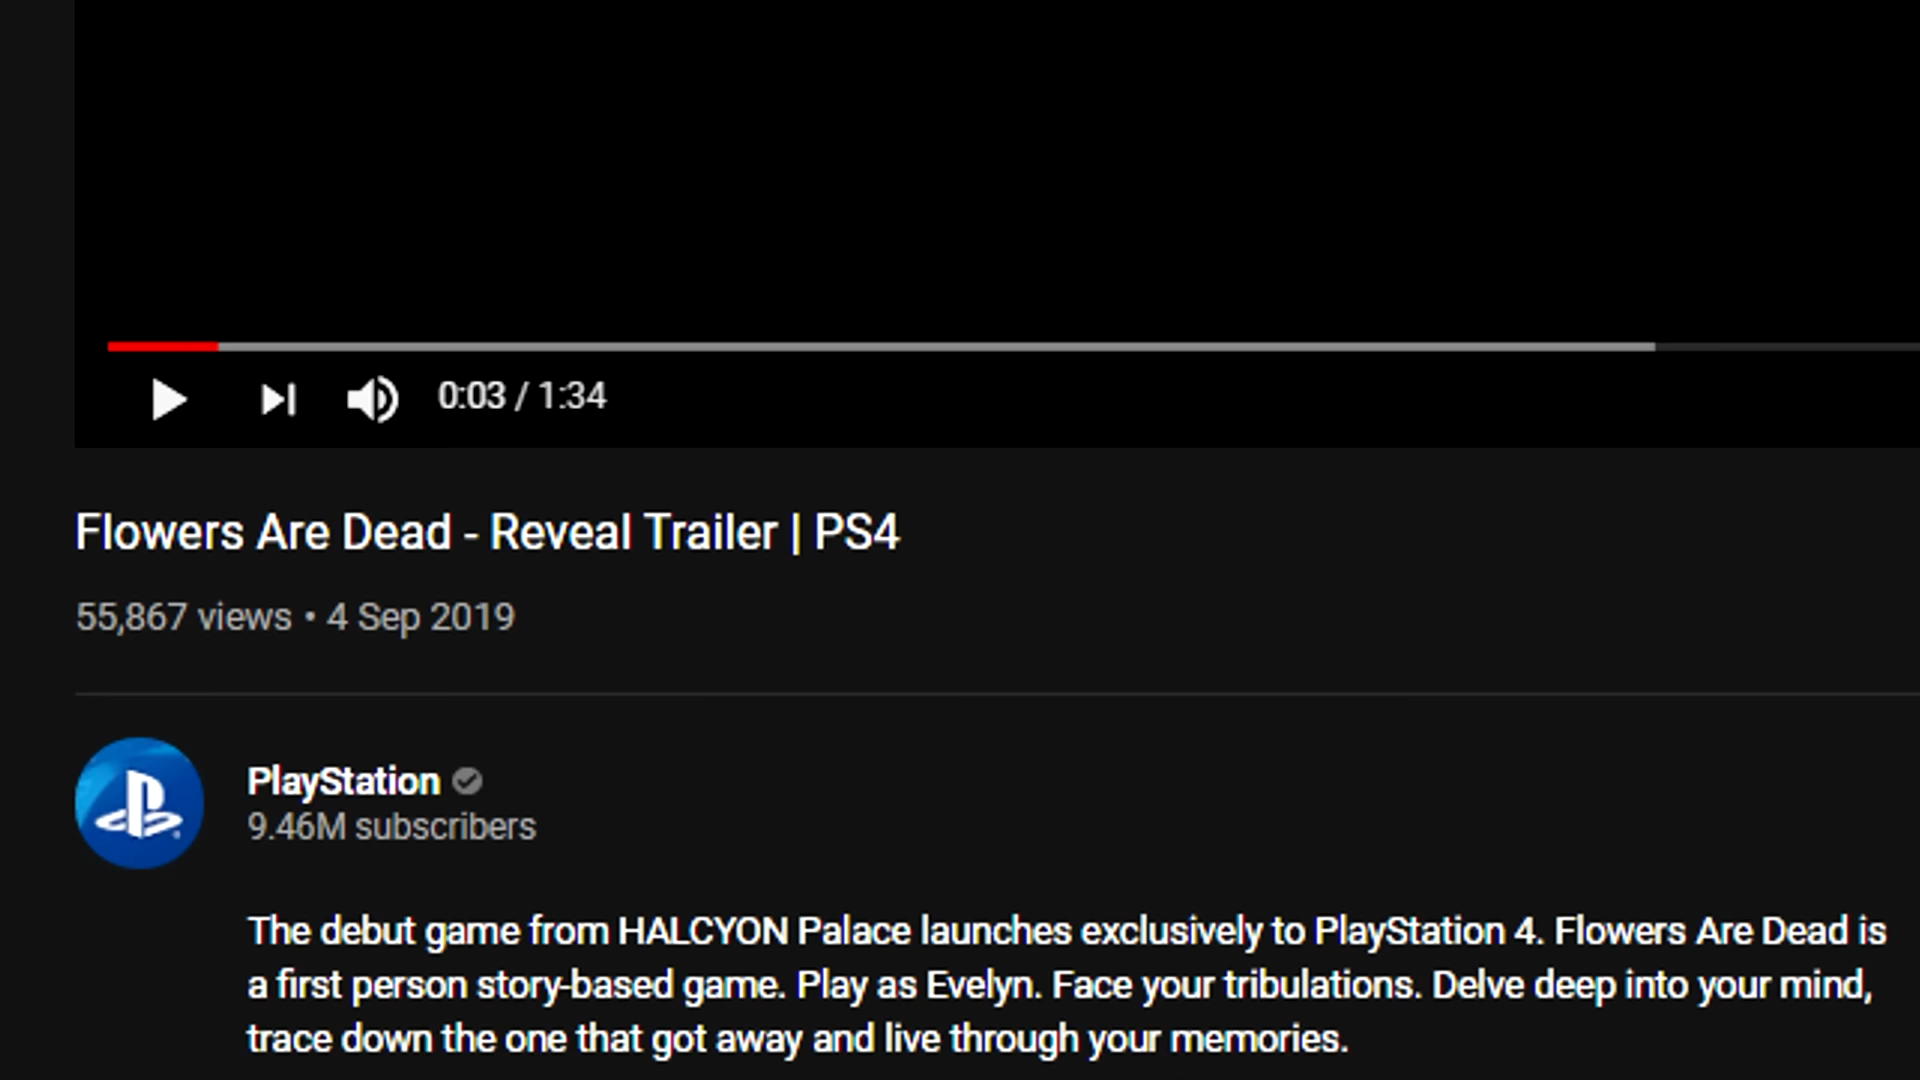 0:03 / 1:34
Flowers Are Dead - Reveal Trailer | PS4
55,867 views • 4 Sep 2019
PlayStation
9.46M subscribers
The debut game from HALCYON Palace launches exclusively to PlayStation 4. Flowers Are Dead is
a first person story-based game. Play as Evelyn. Face your tribulations. Delve deep into your mind,
trace down the one that got away and live through your memories.